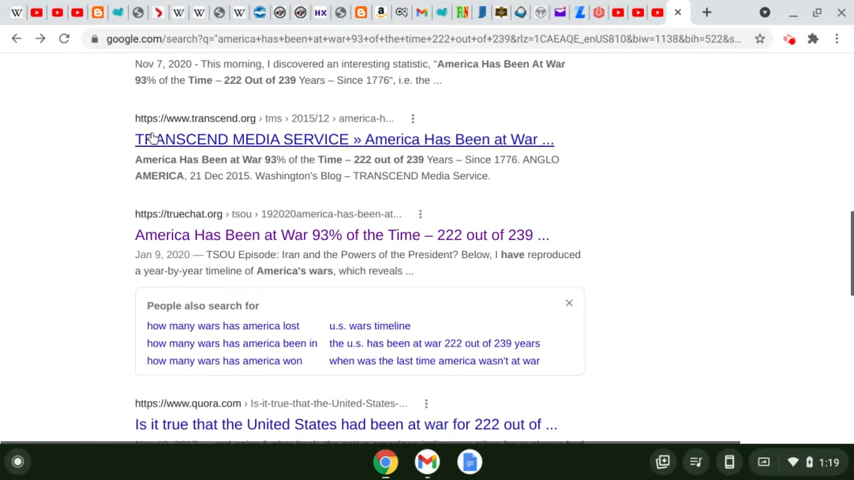 google.com/search?q="america+has+been+at+war+93+of+the+time+222+out+of+239&rlz=1CAEAQE_enUS810&biw=1138&bih=522&s...
Nov 7, 2020 - This morning, I discovered an interesting statistic, "America Has Been At War
93% of the Time – 222 Out of 239 Years – Since 1776", i.e. the ...
https://www.transcend.org › tms › 2015/12 › america-h...
TRANSCEND MEDIA SERVICE » America Has Been at War ...
America Has Been at War 93% of the Time – 222 out of 239 Years – Since 1776. ANGLO
AMERICA, 21 Dec 2015. Washington's Blog – TRANSCEND Media Service.
https://truechat.org › tsou › 192020america-has-been-at...
America Has Been at War 93% of the Time – 222 out of 239 ...
Jan 9, 2020 — TSOU Episode: Iran and the Powers of the President? Below, I have reproduced
a year-by-year timeline of America's wars, which reveals ...
People also search for
how many wars has america lost
u.s. wars timeline
how many wars has america been in
the u.s. has been at war 222 out of 239 years
how many wars has america won
when was the last time america wasn't at war
https://www.quora.com › Is-it-true-that-the-United-States-...
Is it true that the United States had been at war for 222 out of ...
1:19